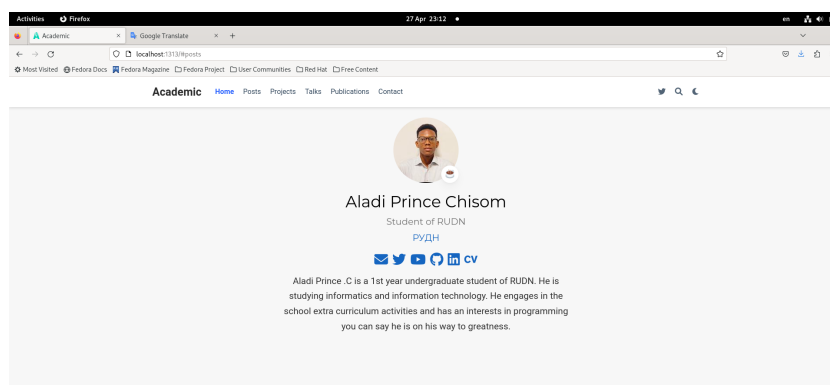 Activities Firefox 27 Apr 23:12 en
Academic Google Translate
localhost:1313/#posts
Most Visited Fedora Docs Fedora Magazine Fedora Project User Communities Red Hat Free Content
Academic Home Posts Projects Talks Publications Contact
Aladi Prince Chisom
Student of RUDN
РУДН
CV
Aladi Prince .C is a 1st year undergraduate student of RUDN. He is
studying informatics and information technology. He engages in the
school extra curriculum activities and has an interests in programming
you can say he is on his way to greatness.